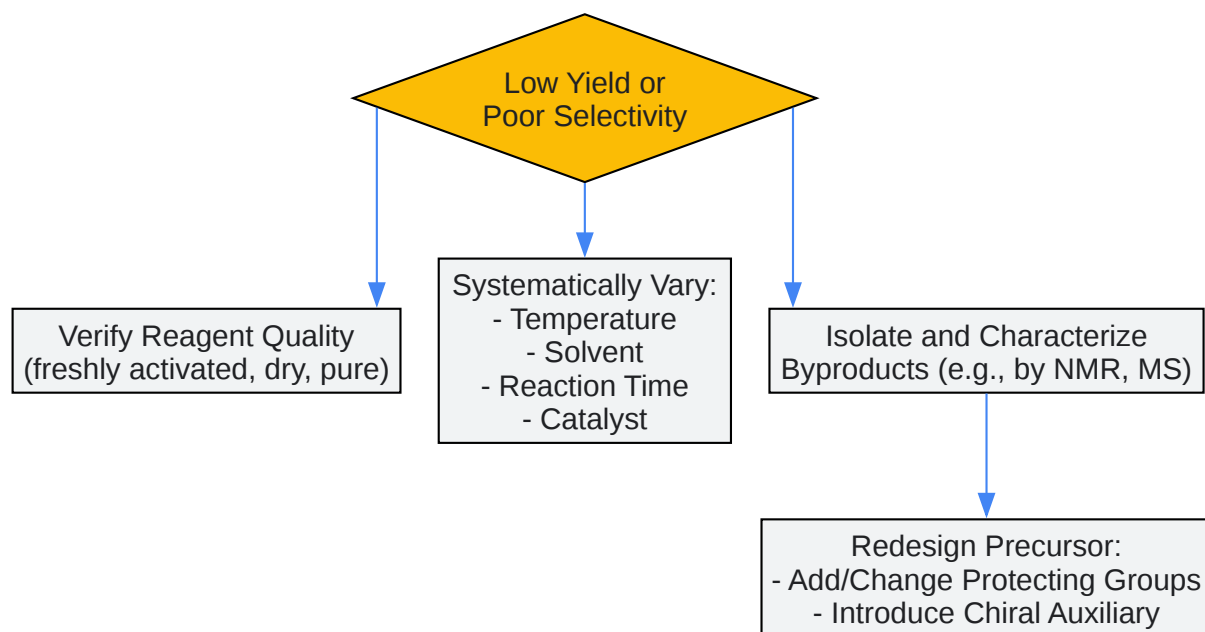 Low Yield or
Poor Selectivity
Verify Reagent Quality
(freshly activated, dry, pure)
Systematically Vary:
- Temperature
- Solvent
- Reaction Time
- Catalyst
Isolate and Characterize
Byproducts (e.g., by NMR, MS)
Redesign Precursor:
- Add/Change Protecting Groups
- Introduce Chiral Auxiliary